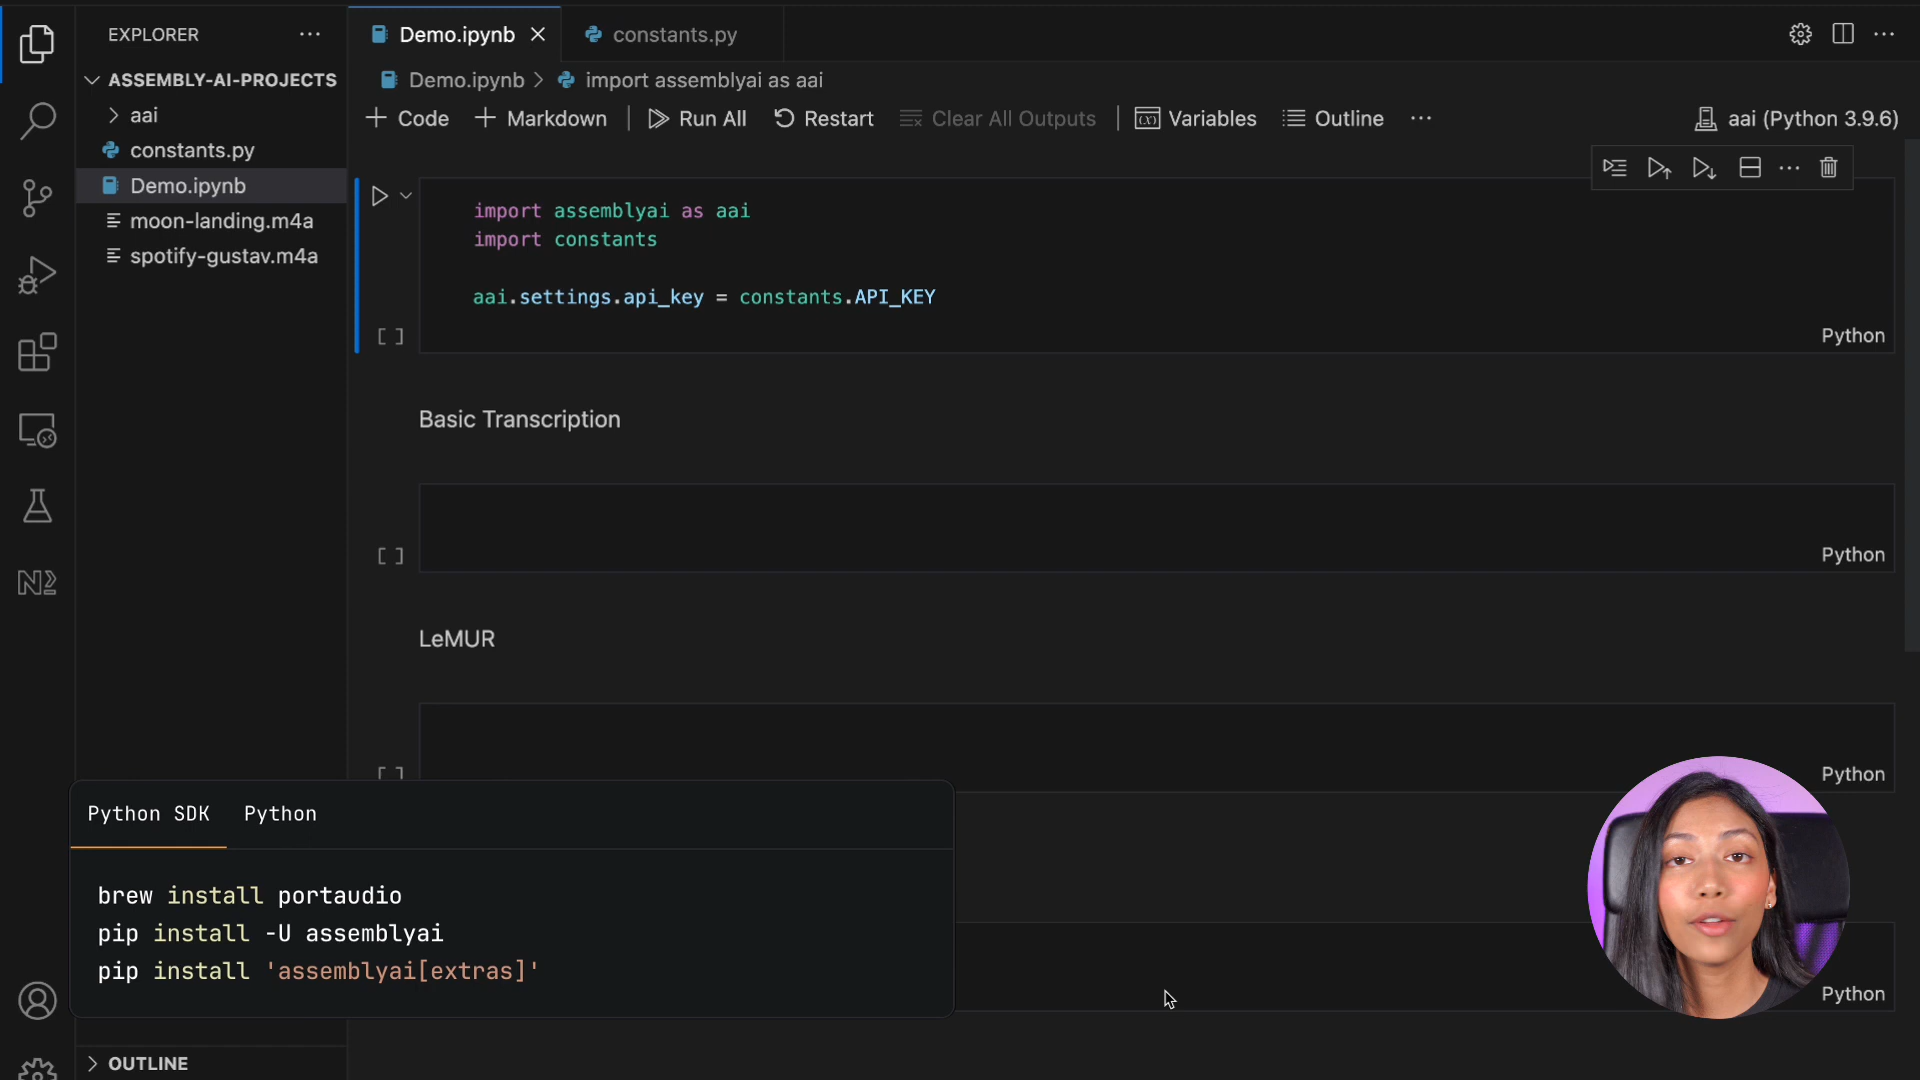 EXPLORER
ASSEMBLY-AI-PROJECTS
aai
constants.py
Demo.ipynb
moon-landing.m4a
spotify-gustav.m4a
OUTLINE
Demo.ipynb
constants.py
Demo.ipynb > import assemblyai as aai
+ Code + Markdown | Run All Restart Clear All Outputs | Variables Outline ...
aai (Python 3.9.6)
import assemblyai as aai
import constants
aai.settings.api_key = constants.API_KEY
[ ]
Python
Basic Transcription
[ ]
Python
LeMUR
[ ]
Python
Python
Python SDK Python
brew install portaudio
pip install -U assemblyai
pip install 'assemblyai[extras]'